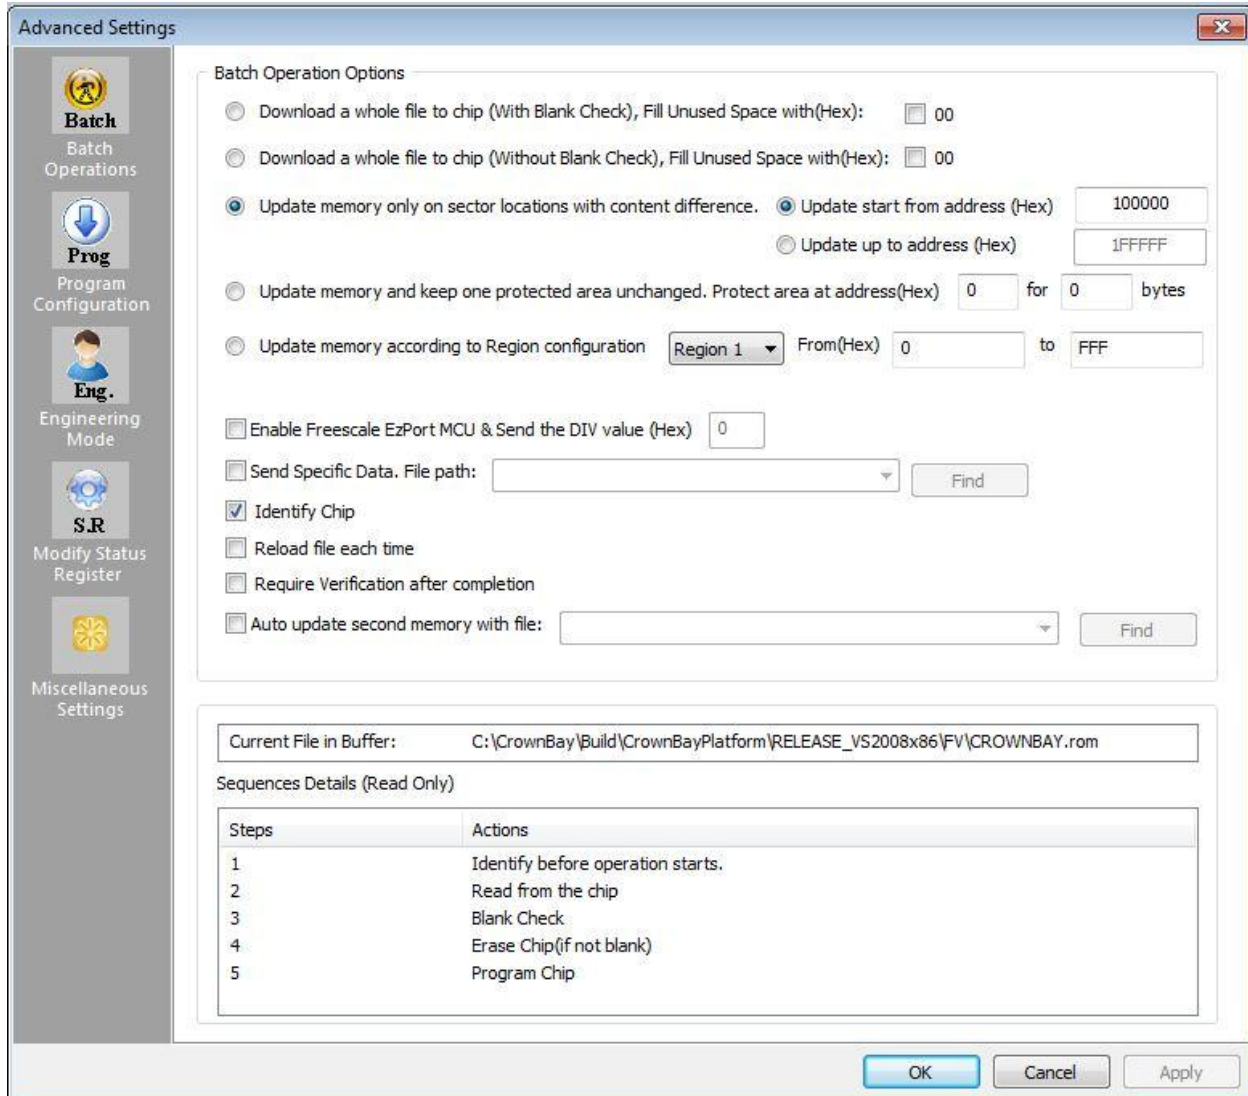 Advanced Settings
Batch
Batch
Operations
Prog
Program
Configuration
Eng.
Engineering
Mode
S.R
Modify Status
Register
Miscellaneous
Settings
Batch Operation Options
Download a whole file to chip (With Blank Check), Fill Unused Space with(Hex): 00
Download a whole file to chip (Without Blank Check), Fill Unused Space with(Hex): 00
Update memory only on sector locations with content difference. Update start from address (Hex) 100000
Update up to address (Hex) 1FFFFF
Update memory and keep one protected area unchanged. Protect area at address(Hex) 0 for 0 bytes
Update memory according to Region configuration Region 1 From(Hex) 0 to FFF
Enable Freescale EzPort MCU & Send the DIV value (Hex) 0
Send Specific Data. File path: Find
Identify Chip
Reload file each time
Require Verification after completion
Auto update second memory with file: Find
Current File in Buffer: C:\CrownBay\Build\CrownBayPlatform\RELEASE_VS2008x86\FV\CROWNBAY.rom
Sequences Details (Read Only)
Steps Actions
1 Identify before operation starts.
2 Read from the chip
3 Blank Check
4 Erase Chip(if not blank)
5 Program Chip
OK Cancel Apply